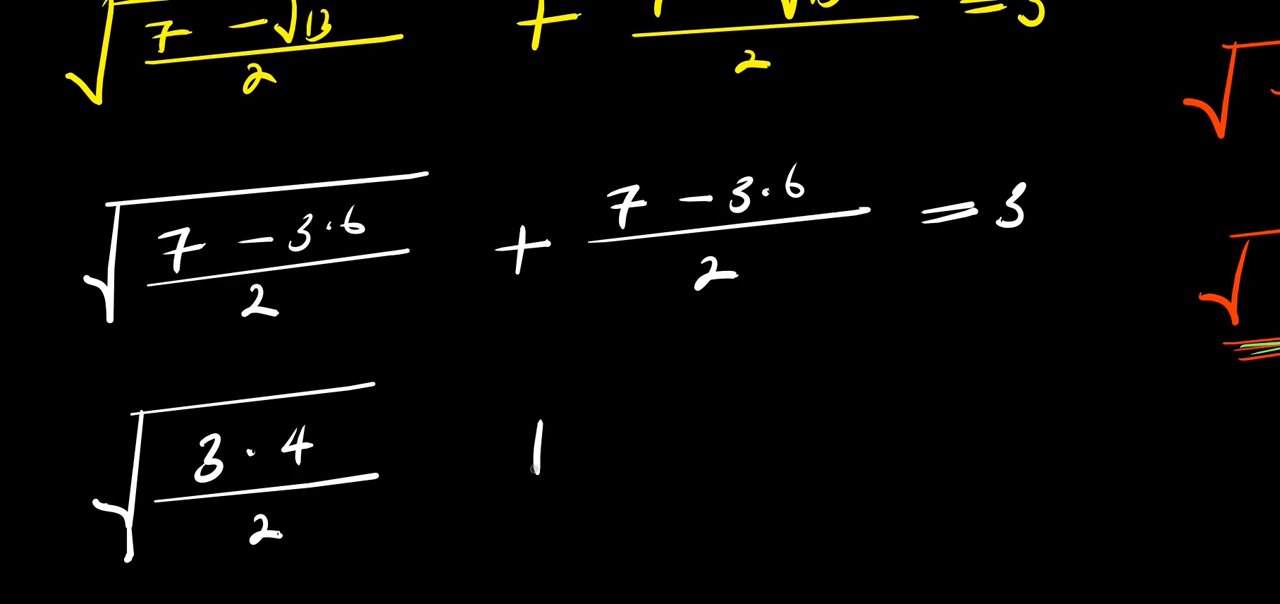 √((7 - √13)/2) + (7 - √13)/2 = 3
√((7 - 3.6)/2) + (7 - 3.6)/2 = 3
√((3.4)/2)